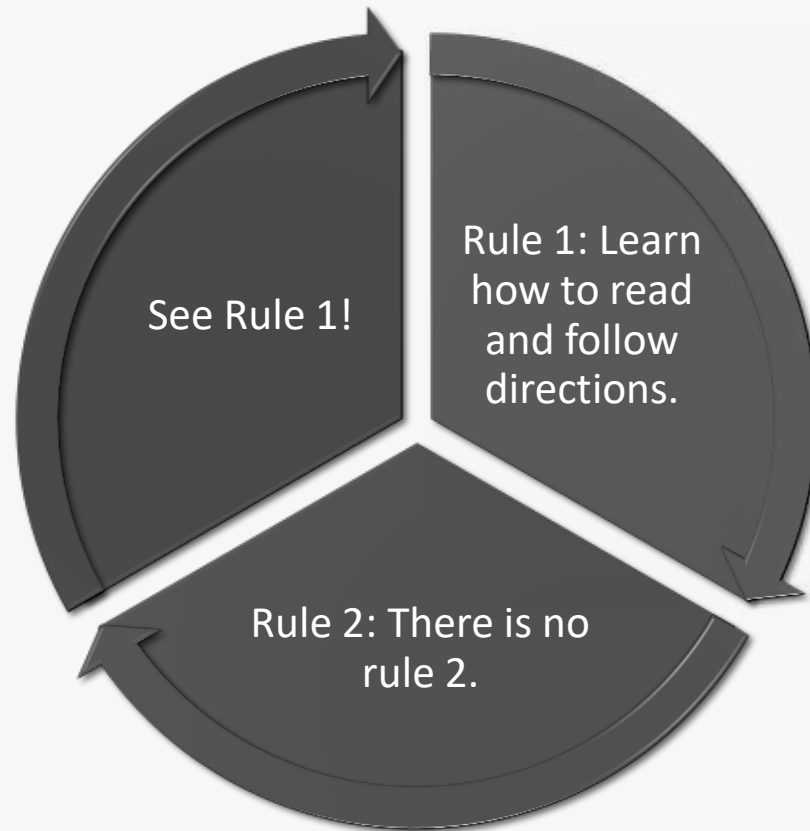 Rule 1: Learn
how to read
and follow
directions.
Rule 2: There is no
rule 2.
See Rule 1!